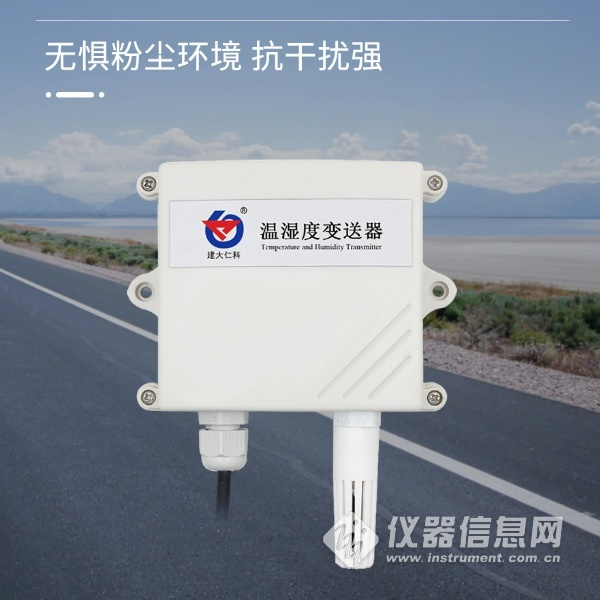 无惧粉尘环境 抗干扰强
®
建大仁科
温湿度变送器
Temperature and Humidity Transmitter
仪器信息网
www.instrument.com.cn